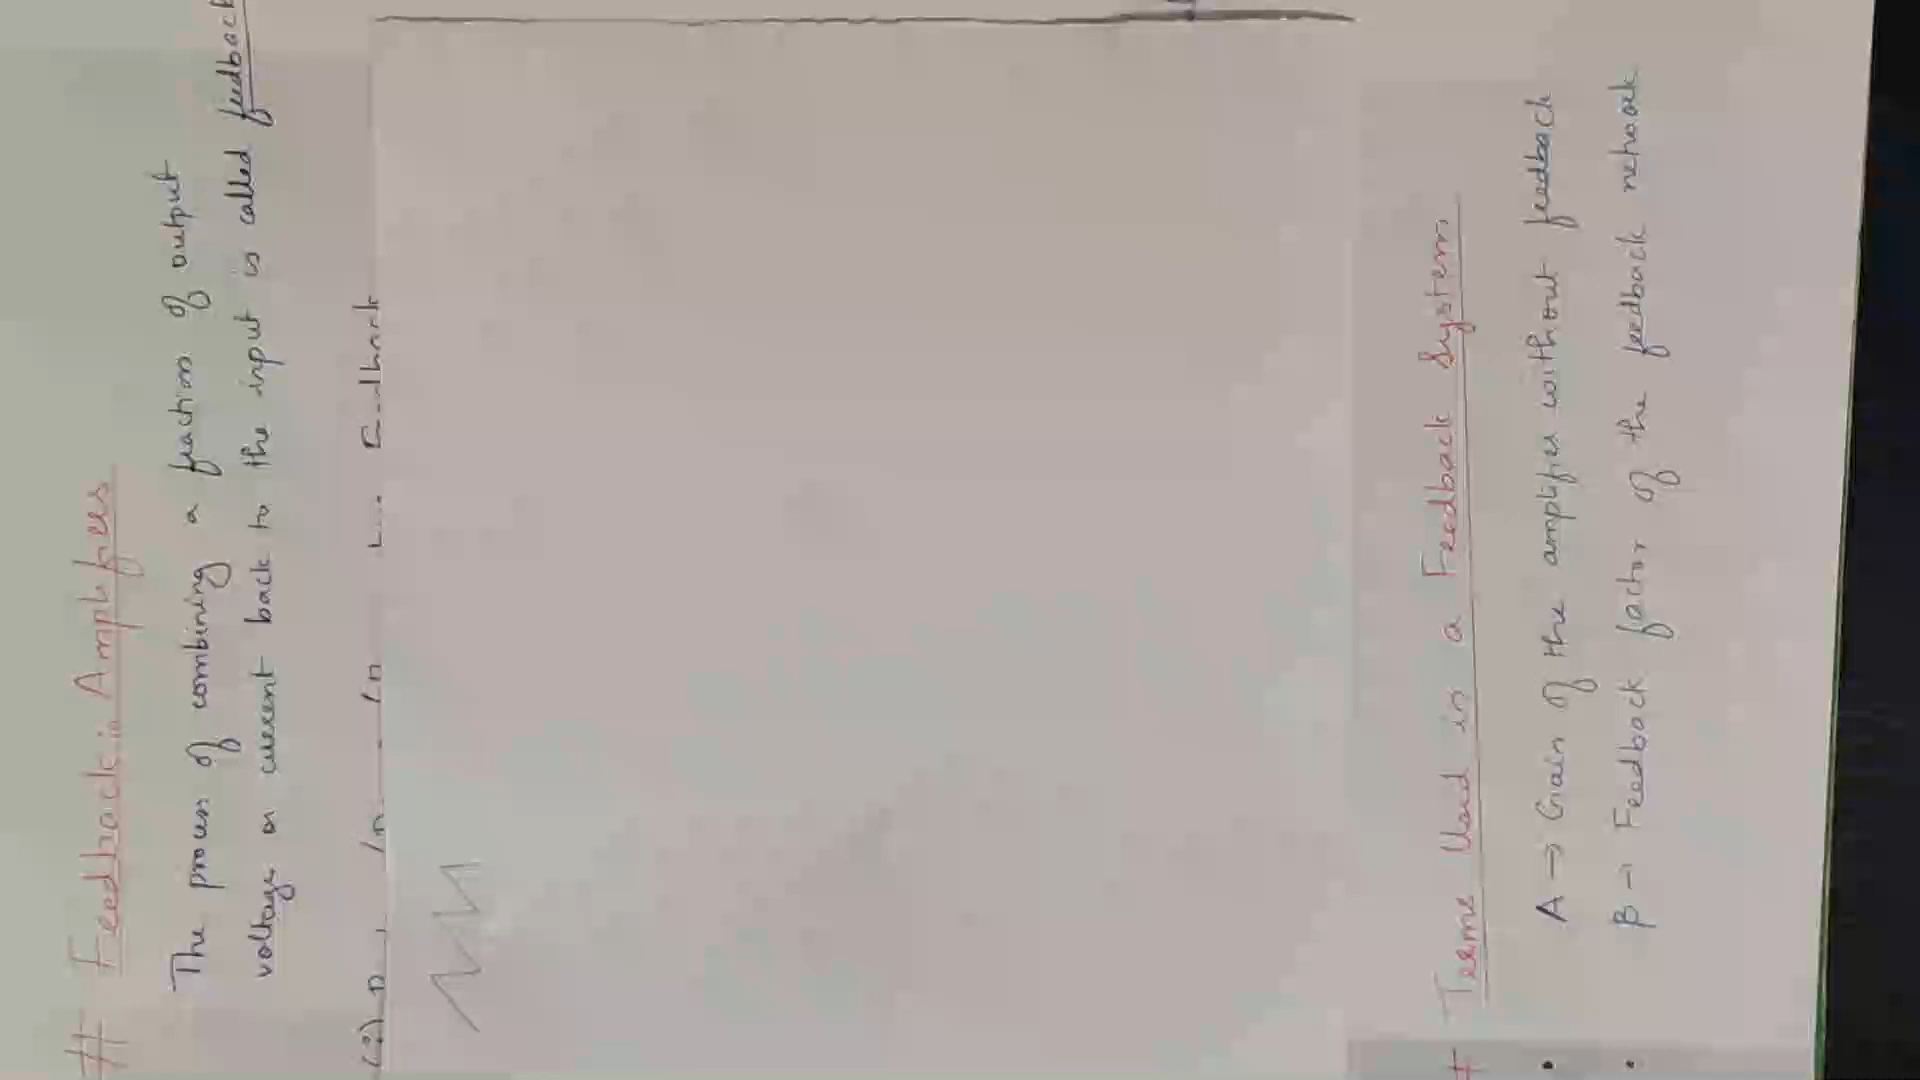 # Feedback in Amplifiers
The process of combining a fraction of output
voltage or current back to the input is called feedback
# Terms Used in a Feedback System
• A → Gain of the amplifier without feedback
• β → Feedback factor of the feedback network